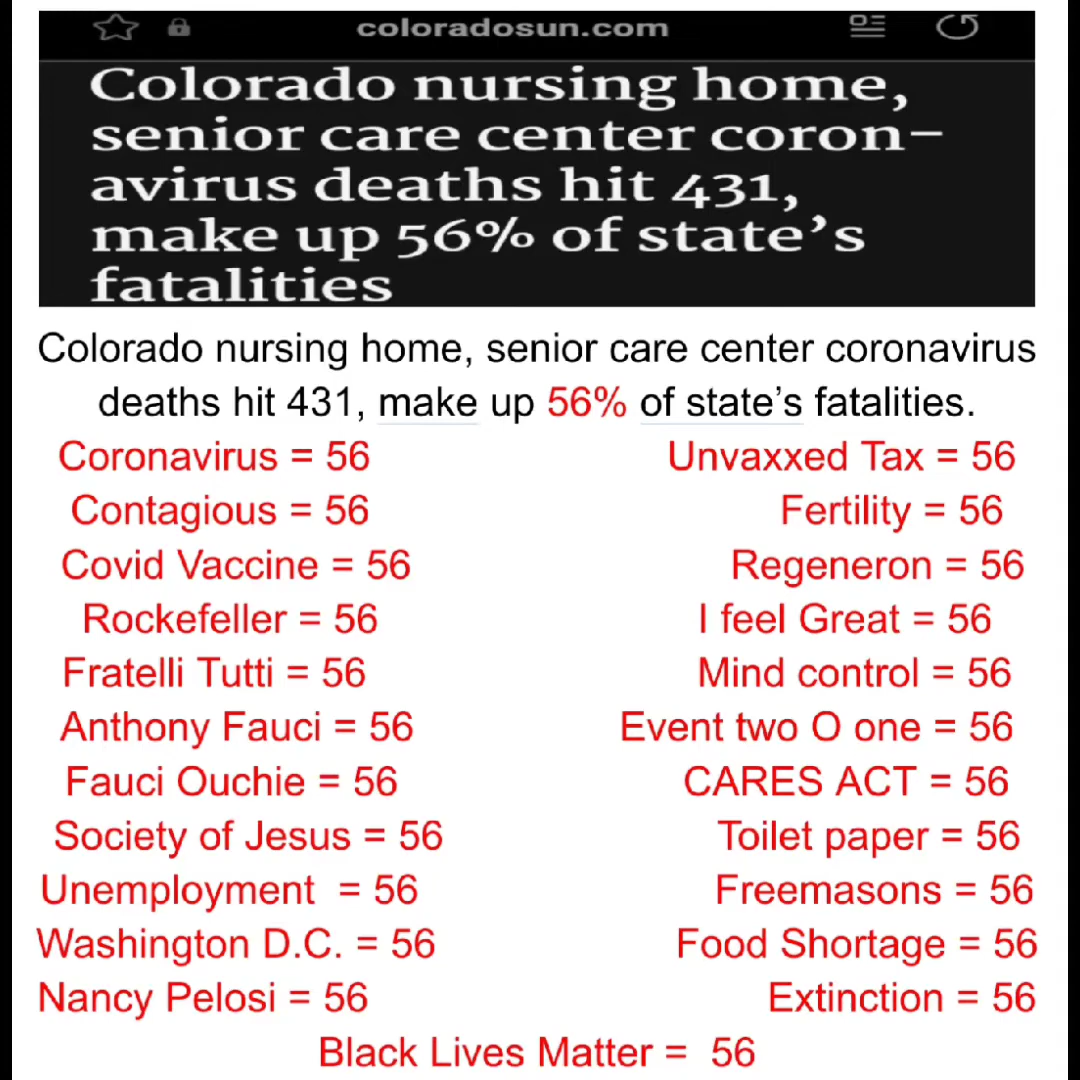 coloradosun.com
Colorado nursing home,
senior care center coron–
avirus deaths hit 431,
make up 56% of state’s
fatalities
Colorado nursing home, senior care center coronavirus
deaths hit 431, make up 56% of state’s fatalities.
Coronavirus = 56 Unvaxxed Tax = 56
Contagious = 56 Fertility = 56
Covid Vaccine = 56 Regeneron = 56
Rockefeller = 56 I feel Great = 56
Fratelli Tutti = 56 Mind control = 56
Anthony Fauci = 56 Event two O one = 56
Fauci Ouchie = 56 CARES ACT = 56
Society of Jesus = 56 Toilet paper = 56
Unemployment = 56 Freemasons = 56
Washington D.C. = 56 Food Shortage = 56
Nancy Pelosi = 56 Extinction = 56
Black Lives Matter = 56